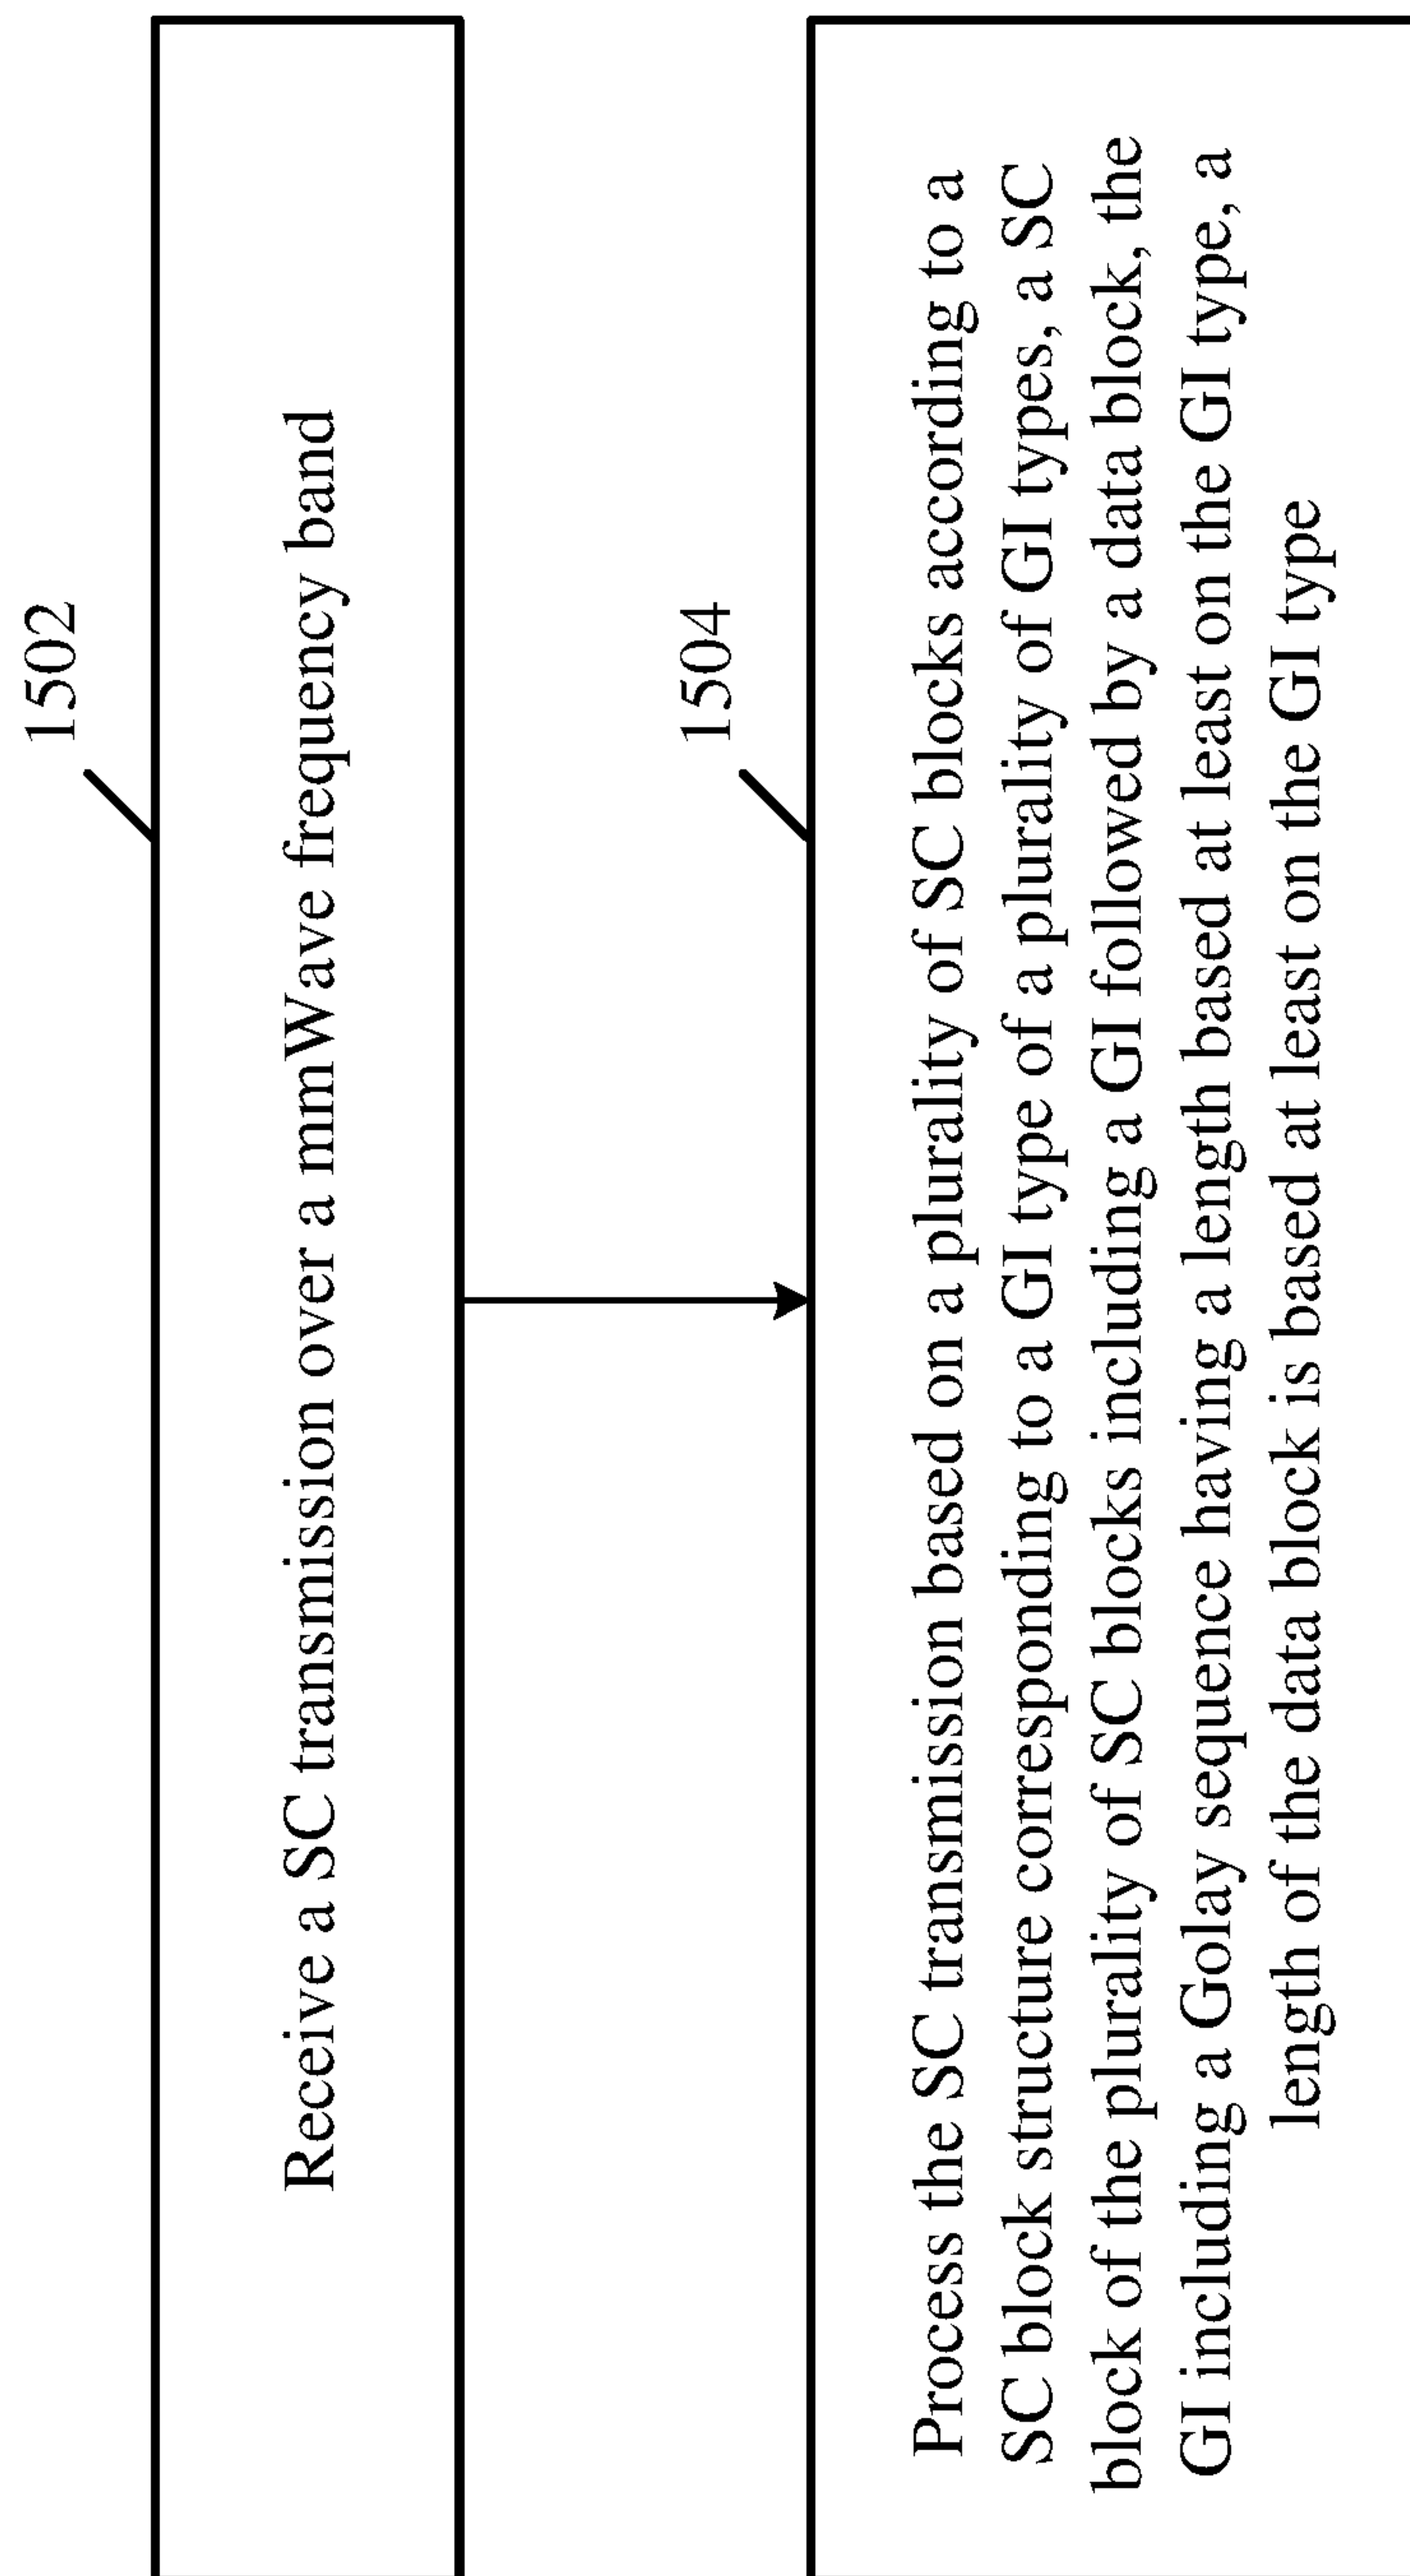 1502
Receive a SC transmission over a mmWave frequency band
1504
Process the SC transmission based on a plurality of SC blocks according to a
SC block structure corresponding to a GI type of a plurality of GI types, a SC
block of the plurality of SC blocks including a GI followed by a data block, the
GI including a Golay sequence having a length based at least on the GI type, a
length of the data block is based at least on the GI type